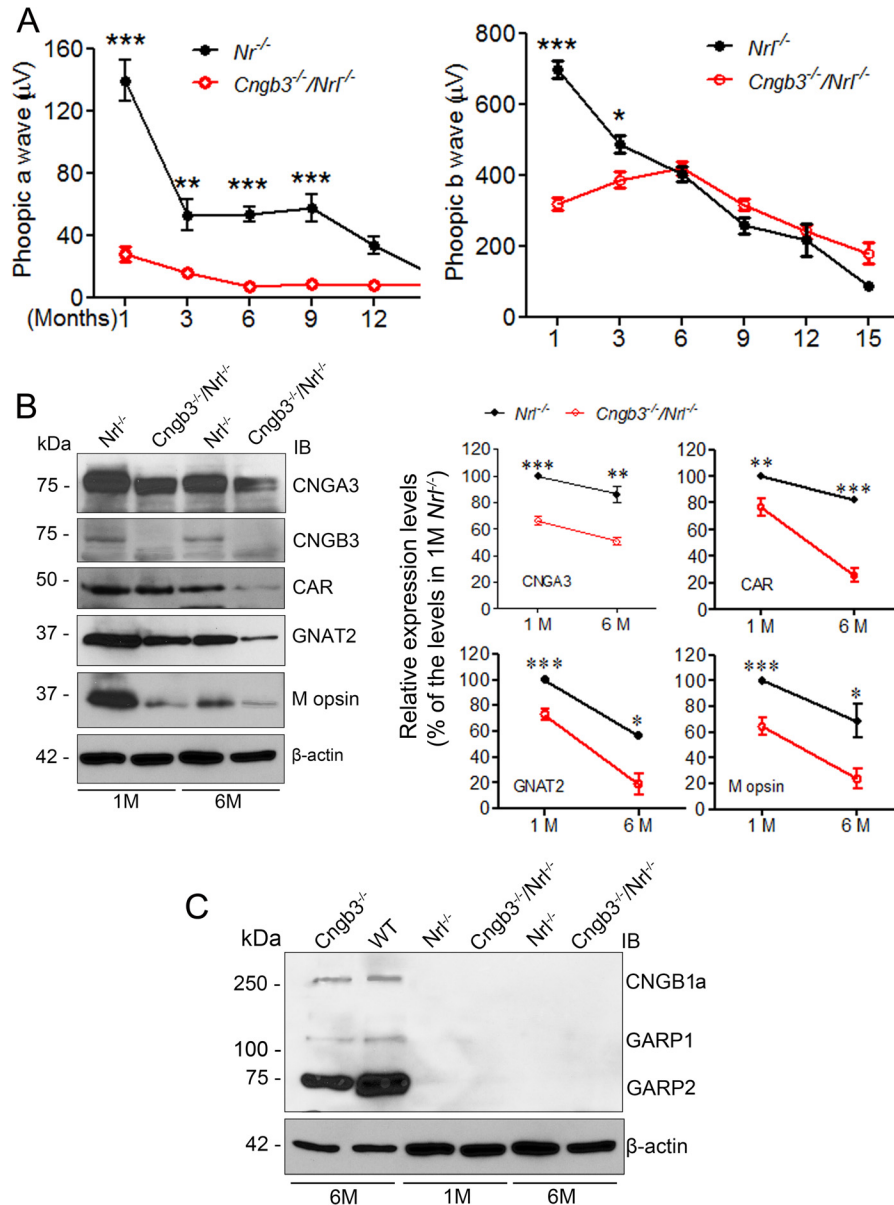 A
Phoopic a wave (µV)
160
120
80
40
0
***
**
***
***
Nr-/-
Cngb3-/-/Nrl-/-
(Months) 1 3 6 9 12
Phoopic b wave (µV)
800
600
400
200
0
***
*
Nrl-/-
Cngb3-/-/Nrl-/-
1 3 6 9 12 15
B
kDa
Nrl-/-
Cngb3-/-/Nrl-/-
Nrl-/-
Cngb3-/-/Nrl-/-
IB
75 - CNGA3
75 - CNGB3
50 - CAR
37 - GNAT2
37 - M opsin
42 - β-actin
1M 6M
Relative expression levels
(% of the levels in 1M Nrl-/-)
Nrl-/- Cngb3-/-/Nrl-/-
120
100
80
60
40
20
0
*** **
CNGA3
1 M 6 M
120
100
80
60
40
20
0
** ***
CAR
1 M 6 M
120
100
80
60
40
20
0
*** *
GNAT2
1 M 6 M
120
100
80
60
40
20
0
*** *
M opsin
1 M 6 M
C
kDa
Cngb3-/-
WT
Nrl-/-
Cngb3-/-/Nrl-/-
Nrl-/-
Cngb3-/-/Nrl-/-
IB
250 - CNGB1a
GARP1
100 -
75 - GARP2
42 - β-actin
6M 1M 6M